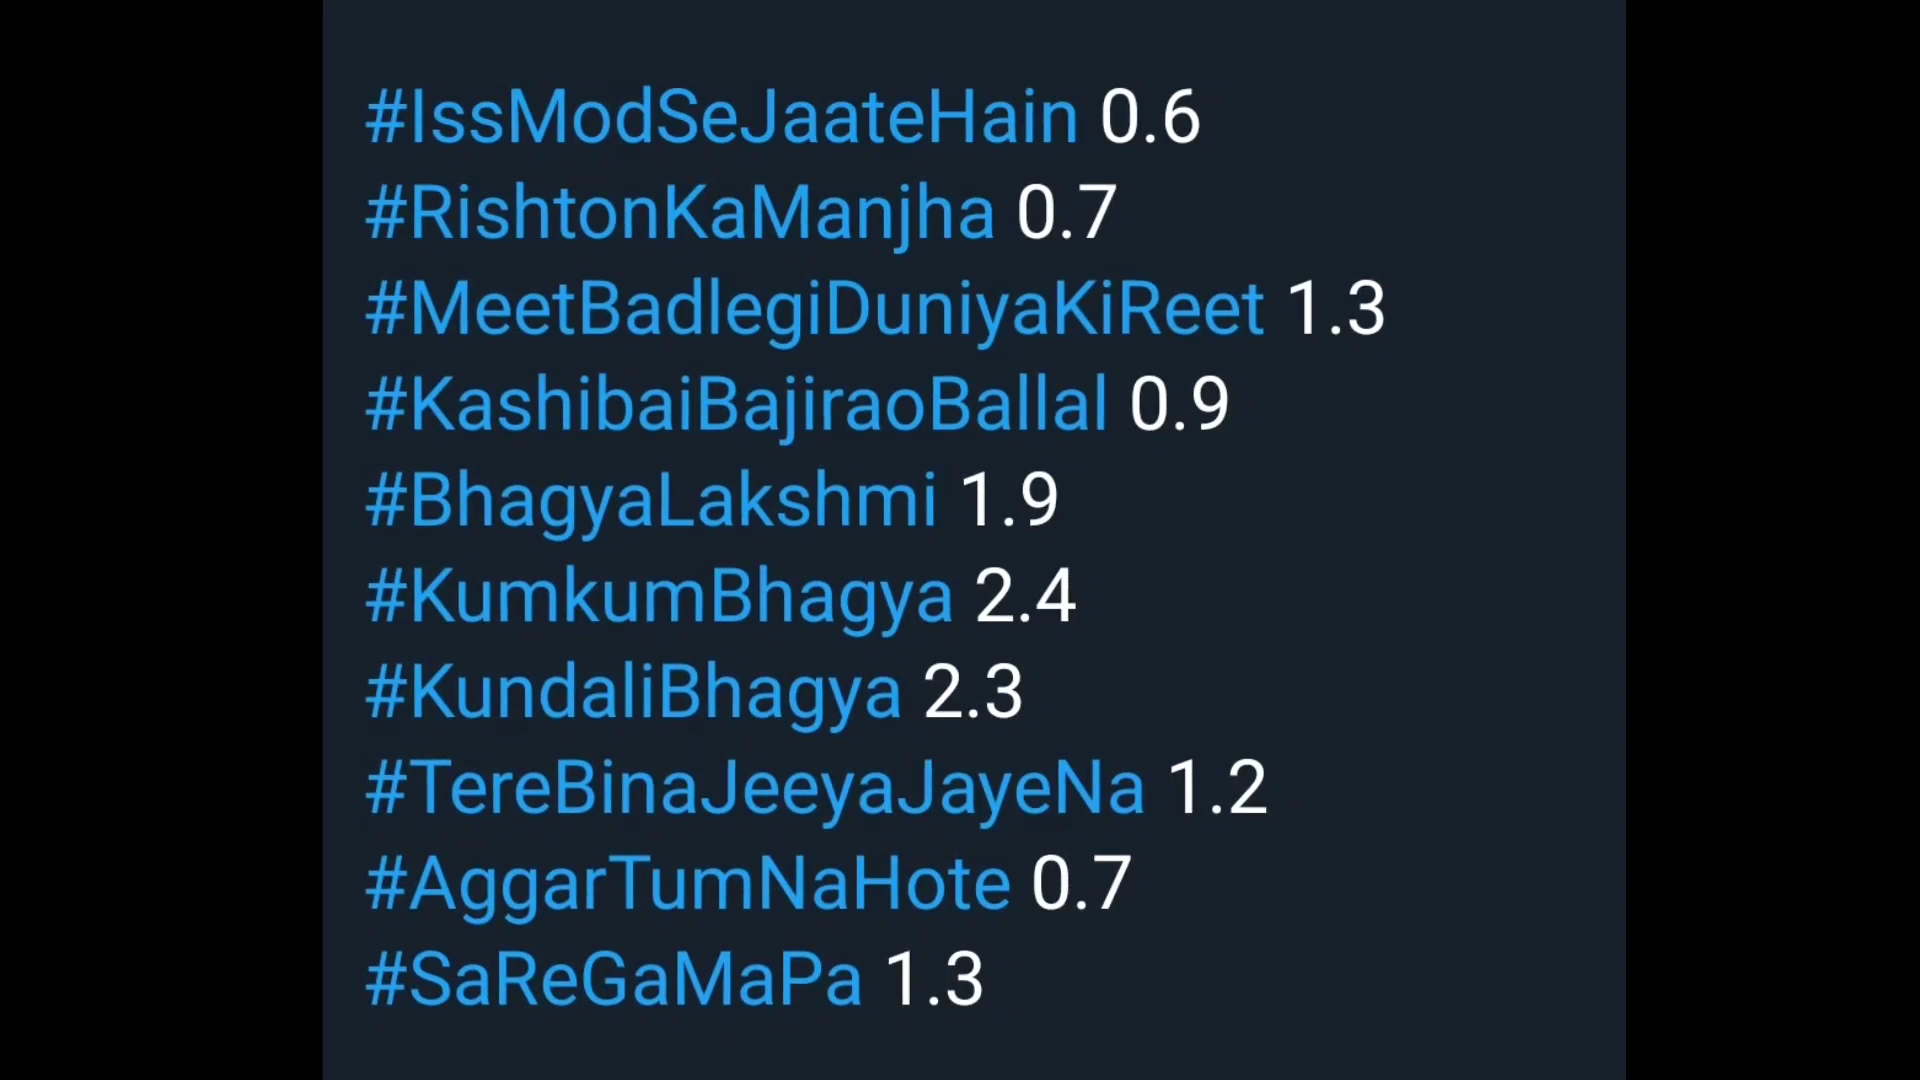 #IssModSeJaateHain 0.6
#RishtonKaManjha 0.7
#MeetBadlegiDuniyaKiReet 1.3
#KashibaiBajiraoBallal 0.9
#BhagyaLakshmi 1.9
#KumkumBhagya 2.4
#KundaliBhagya 2.3
#TereBinaJeeyaJayeNa 1.2
#AggarTumNaHote 0.7
#SaReGaMaPa 1.3